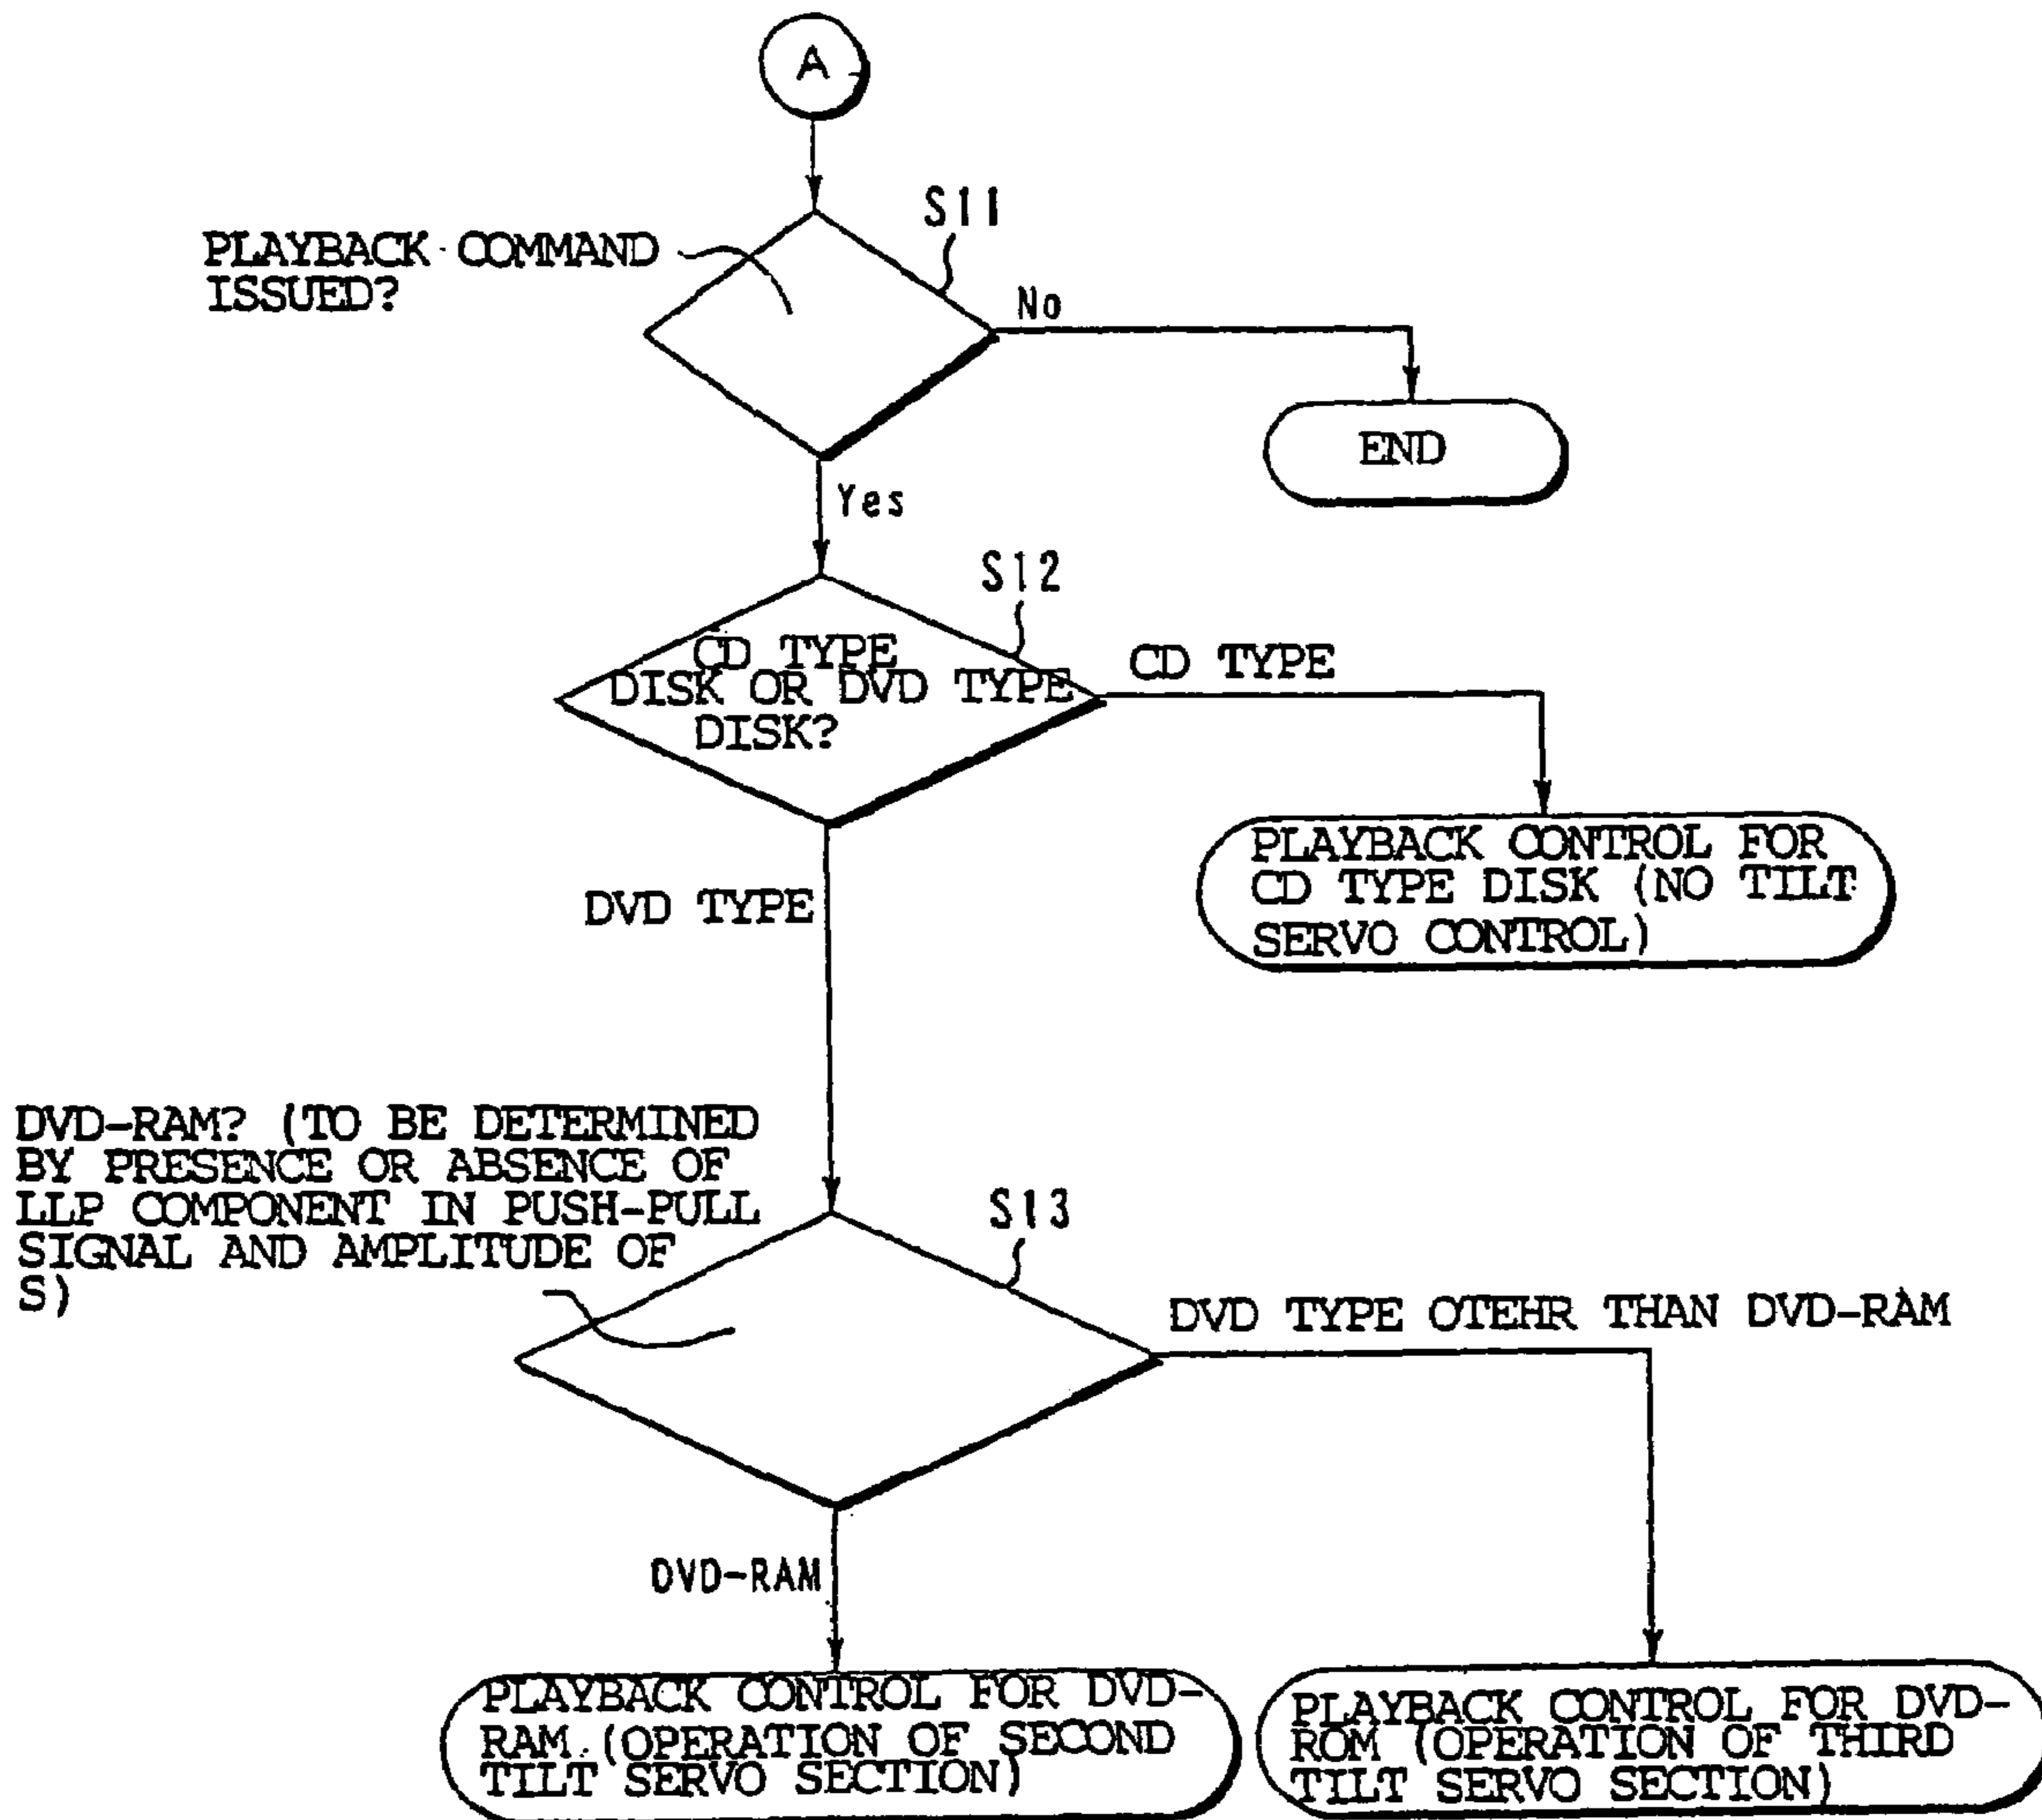 A
S11
PLAYBACK COMMAND
ISSUED?
No
END
Yes
S12
CD TYPE
DISK OR DVD TYPE
DISK?
CD TYPE
PLAYBACK CONTROL FOR
CD TYPE DISK (NO TILT
SERVO CONTROL)
DVD TYPE
DVD-RAM? (TO BE DETERMINED
BY PRESENCE OR ABSENCE OF
LLP COMPONENT IN PUSH-PULL
SIGNAL AND AMPLITUDE OF
S)
S13
DVD TYPE OTEHR THAN DVD-RAM
DVD-RAM
PLAYBACK CONTROL FOR DVD-
RAM (OPERATION OF SECOND
TILT SERVO SECTION)
PLAYBACK CONTROL FOR DVD-
ROM (OPERATION OF THIRD
TILT SERVO SECTION)